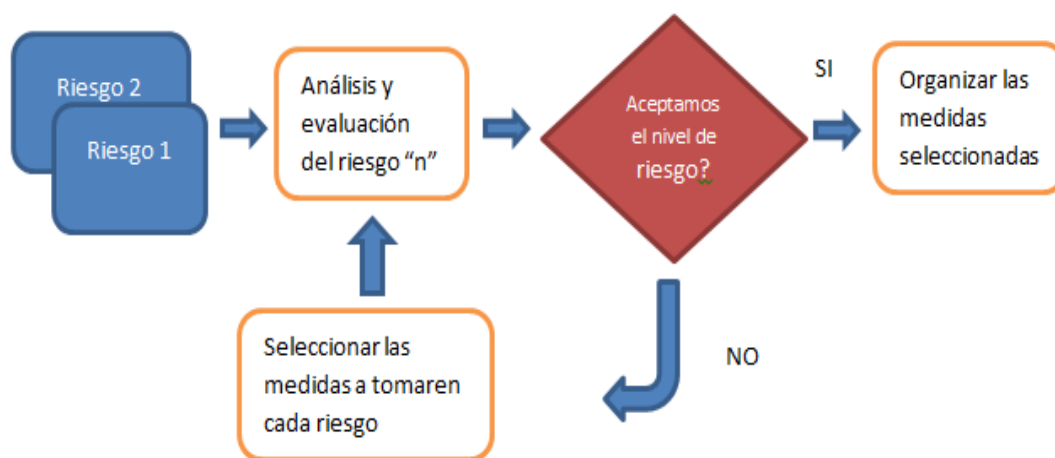 Riesgo 2
Riesgo 1
Análisis y
evaluación
del riesgo “n”
Aceptamos
el nivel de
riesgo?
SI
Organizar las
medidas
seleccionadas
NO
Seleccionar las
medidas a tomaren
cada riesgo